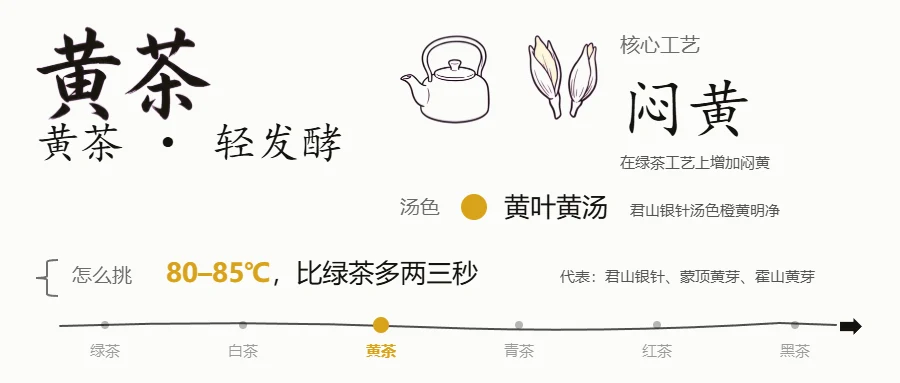 黄茶
黄茶 · 轻发酵
核心工艺
闷黄
在绿茶工艺上增加闷黄
汤色 黄叶黄汤 君山银针汤色橙黄明净
怎么挑 80–85℃，比绿茶多两三秒 代表：君山银针、蒙顶黄芽、霍山黄芽
绿茶 白茶 黄茶 青茶 红茶 黑茶